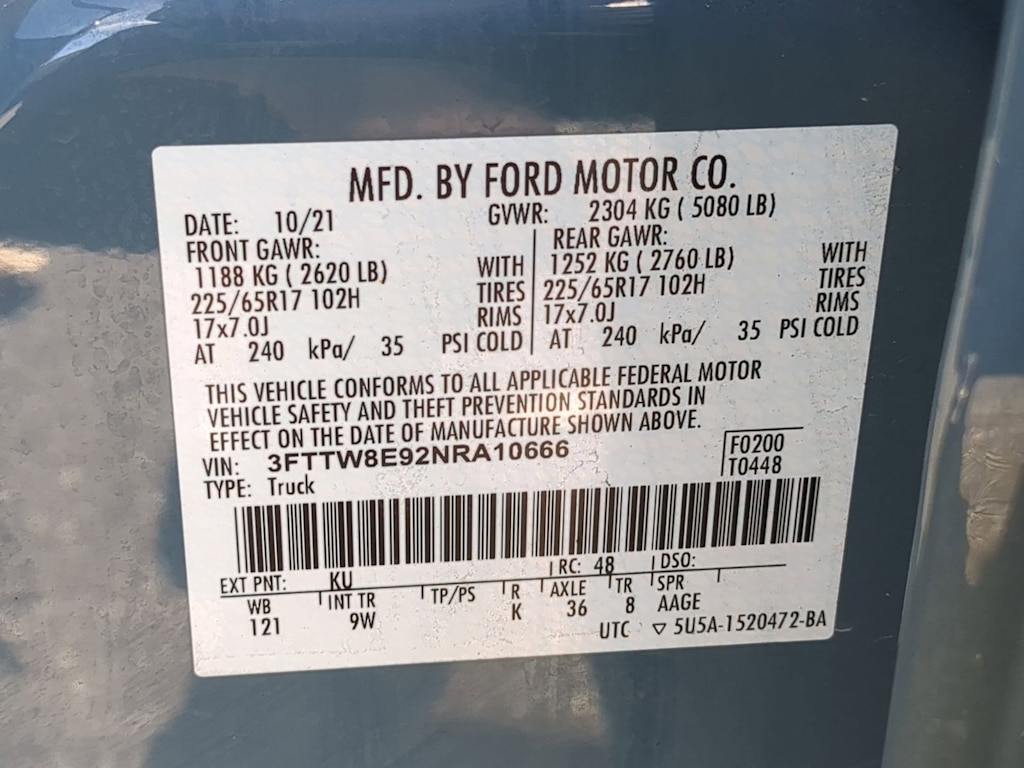 MFD. BY FORD MOTOR CO.
DATE: 10/21 GVWR: 2304 KG ( 5080 LB)
FRONT GAWR: REAR GAWR:
1188 KG ( 2620 LB) WITH 1252 KG ( 2760 LB) WITH
225/65R17 102H TIRES 225/65R17 102H TIRES
17x7.0J RIMS 17x7.0J RIMS
AT 240 kPa/ 35 PSI COLD AT 240 kPa/ 35 PSI COLD
THIS VEHICLE CONFORMS TO ALL APPLICABLE FEDERAL MOTOR
VEHICLE SAFETY AND THEFT PREVENTION STANDARDS IN
EFFECT ON THE DATE OF MANUFACTURE SHOWN ABOVE.
VIN: 3FTTW8E92NRA10666 F0200
TYPE: Truck T0448
EXT PNT: KU RC: 48 DSO:
WB INT TR TP/PS R AXLE TR SPR
121 9W K 36 8 AAGE
UTC ▽ 5U5A-1520472-BA